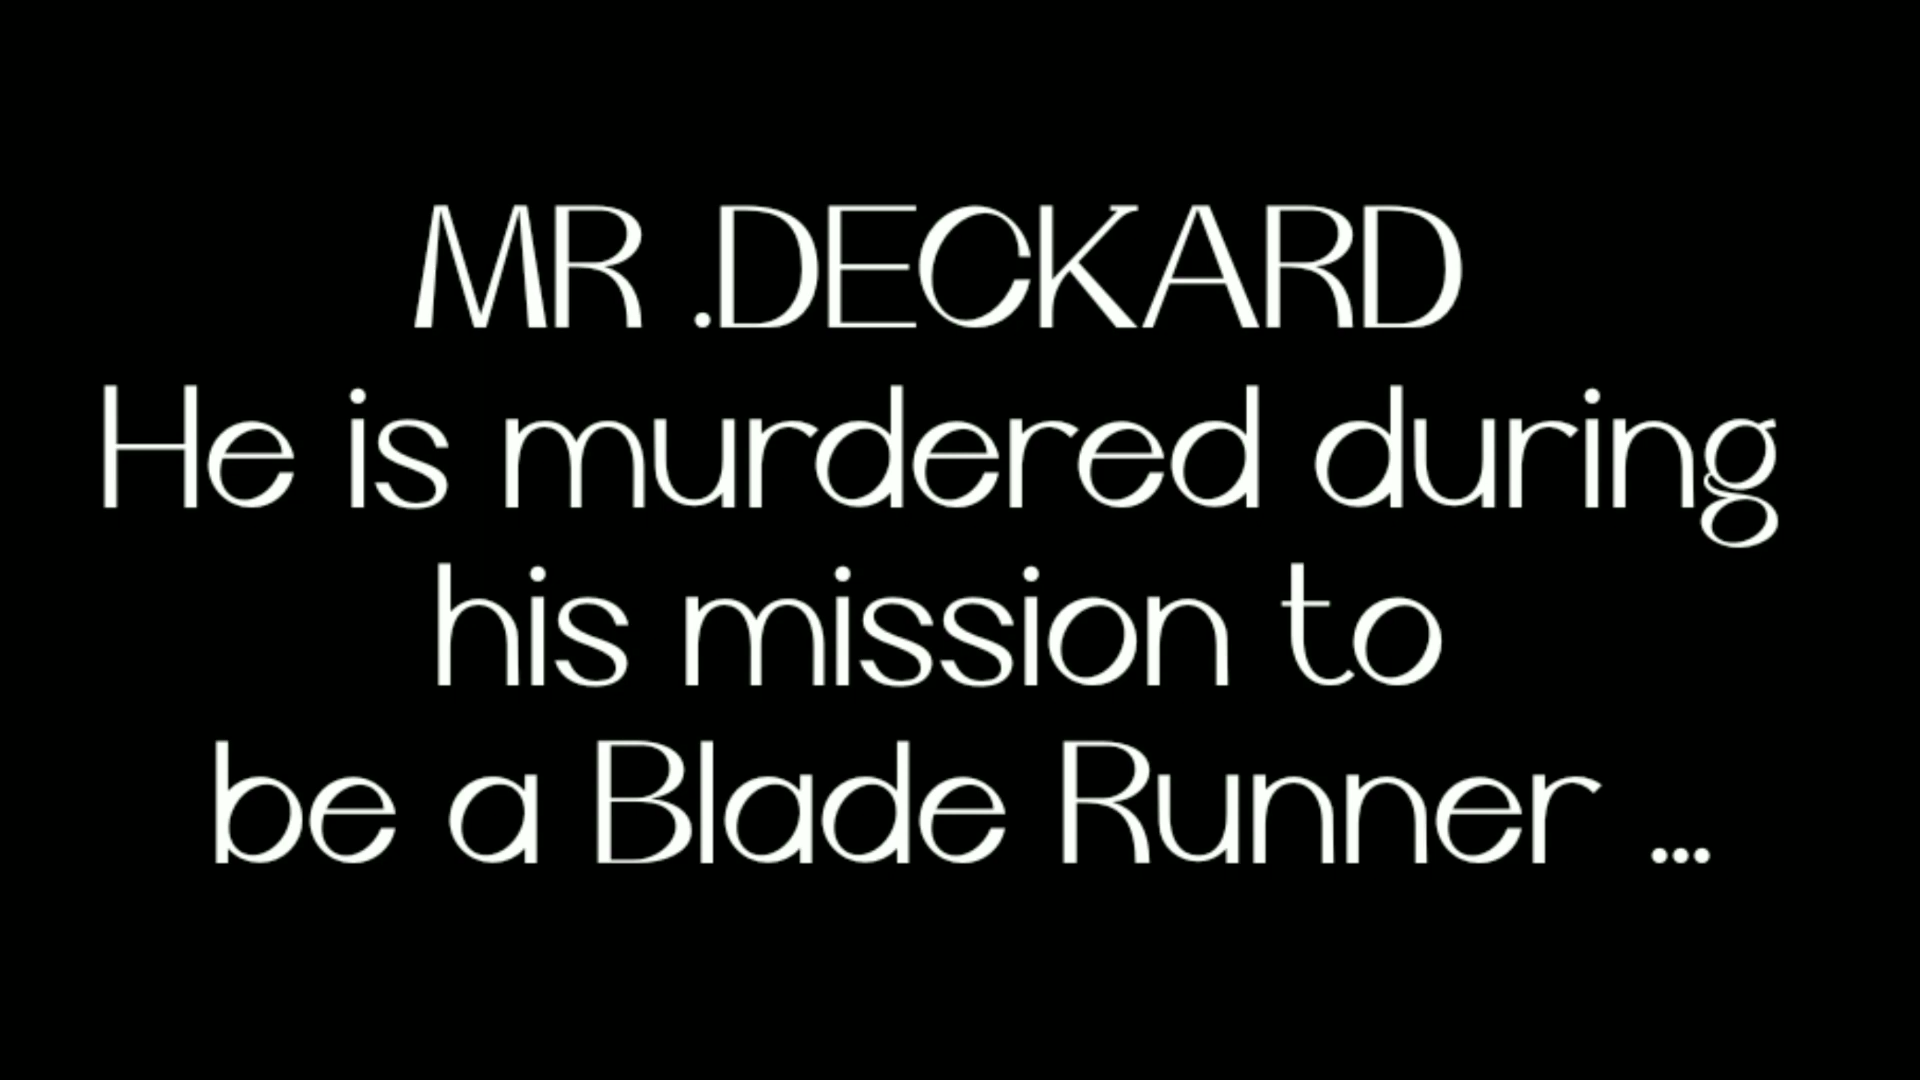 MR .DECKARD
He is murdered during
his mission to
be a Blade Runner ...